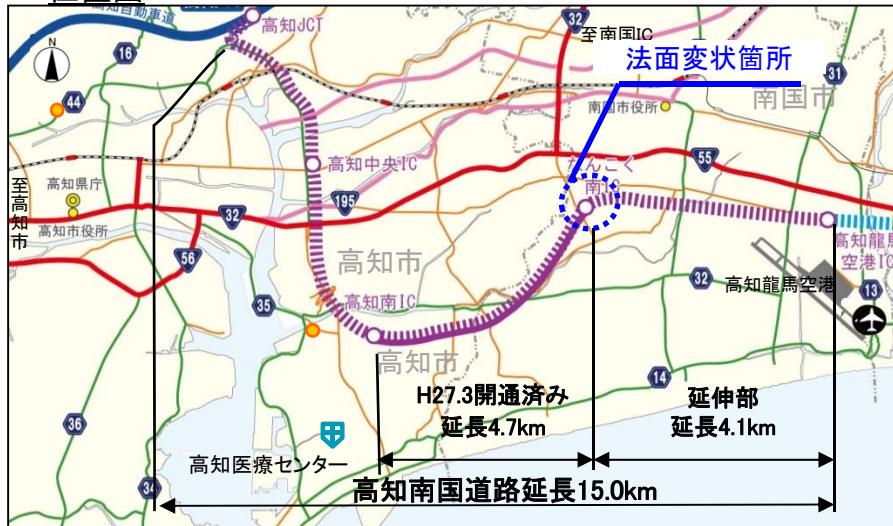 高知自動車道
高知JCT
32
至南国IC
N
16
法面変状箇所
31
44
南国市役所
南国市
高知中央IC
なんこく
南IC
55
至高知市
高知県庁
高知市役所
195
32
56
高知市
高知龍馬
空港IC
35
高知南IC
32
高知龍馬空港
13
高知市
14
H27.3開通済み
延長4.7km
延伸部
延長4.1km
36
高知医療センター
34
高知南国道路延長15.0km